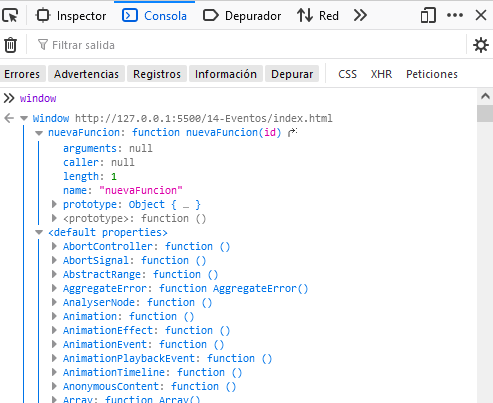 Inspector Consola Depurador Red
Filtrar salida
Errores Advertencias Registros Información Depurar CSS XHR Peticiones
window
Window http://127.0.0.1:5500/14-Eventos/index.html
nuevaFuncion: function nuevaFuncion(id)
arguments: null
caller: null
length: 1
name: "nuevaFuncion"
prototype: Object { … }
<prototype>: function ()
<default properties>
AbortController: function ()
AbortSignal: function ()
AbstractRange: function ()
AggregateError: function AggregateError()
AnalyserNode: function ()
Animation: function ()
AnimationEffect: function ()
AnimationEvent: function ()
AnimationPlaybackEvent: function ()
AnimationTimeline: function ()
AnonymousContent: function ()
Array: function Array()